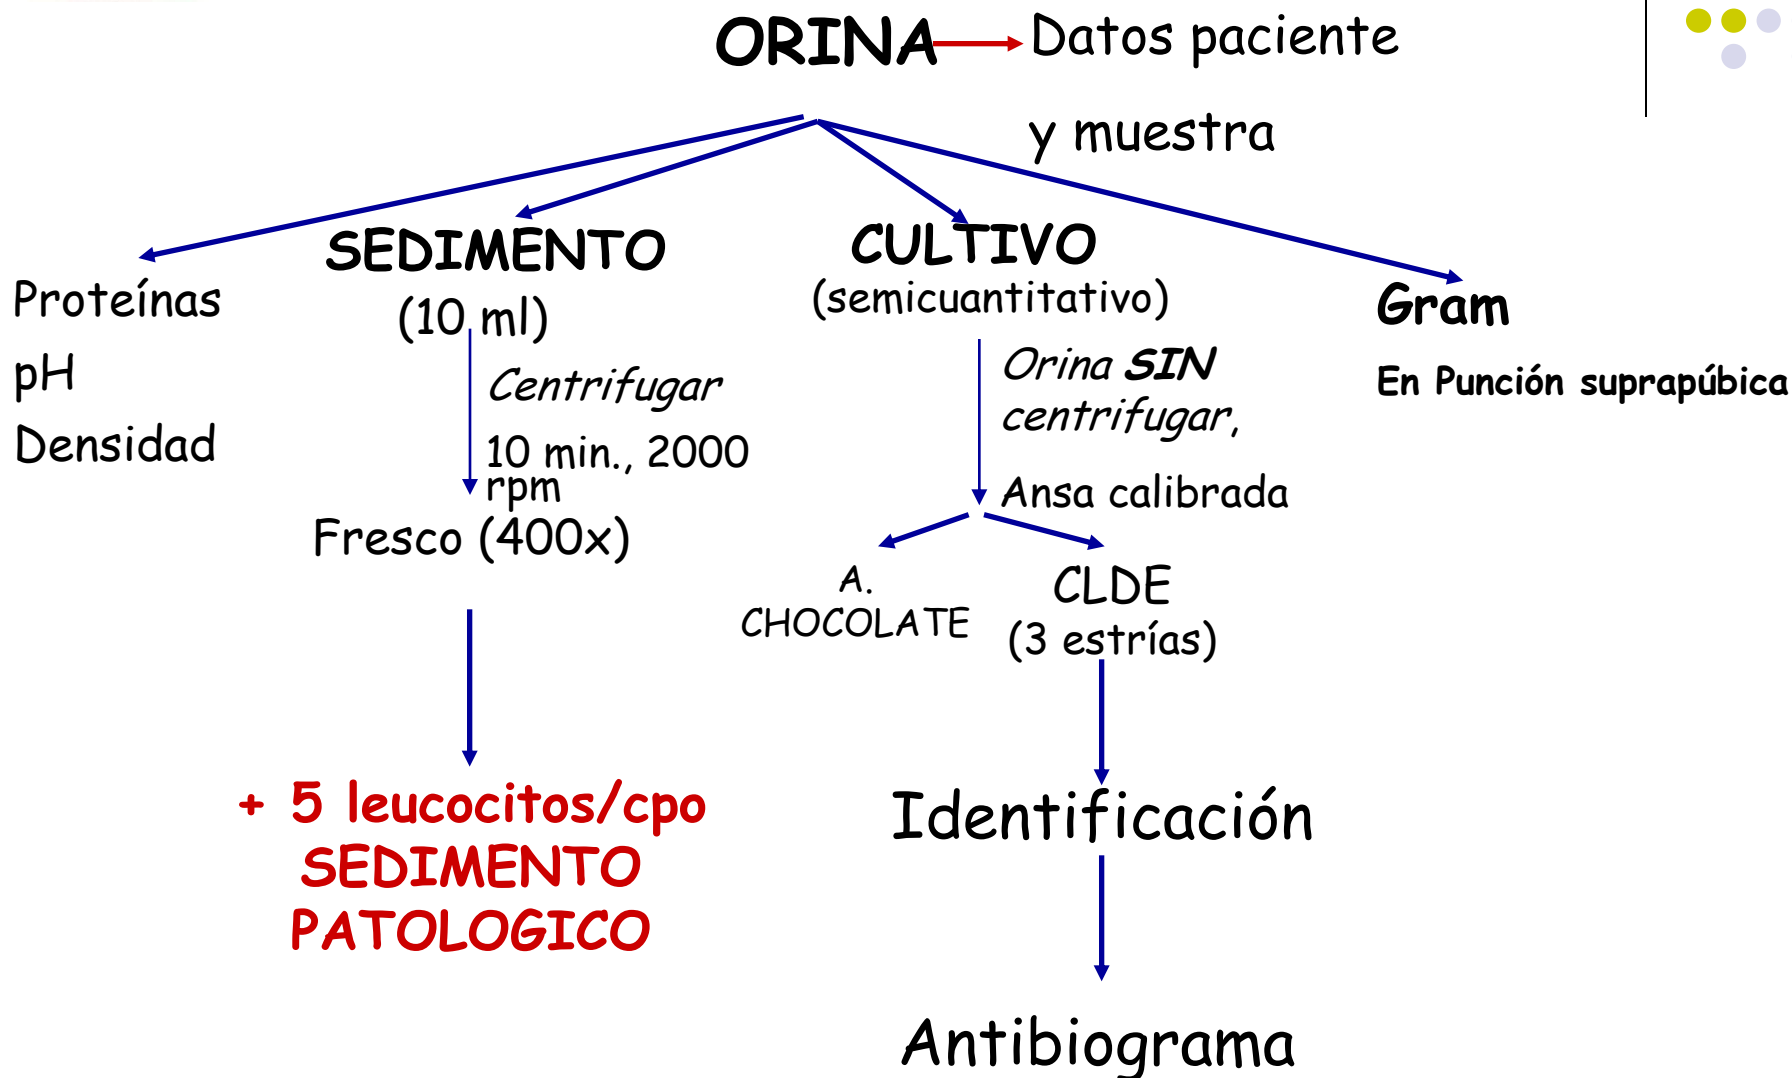 ORINA Datos paciente
y muestra
Proteínas
pH
Densidad
SEDIMENTO
(10 ml)
Centrifugar
10 min., 2000
rpm
Fresco (400x)
+ 5 leucocitos/cpo
SEDIMENTO
PATOLOGICO
CULTIVO
(semicuantitativo)
Orina SIN
centrifugar,
Ansa calibrada
A.
CHOCOLATE
CLDE
(3 estrías)
Identificación
Antibiograma
Gram
En Punción suprapúbica